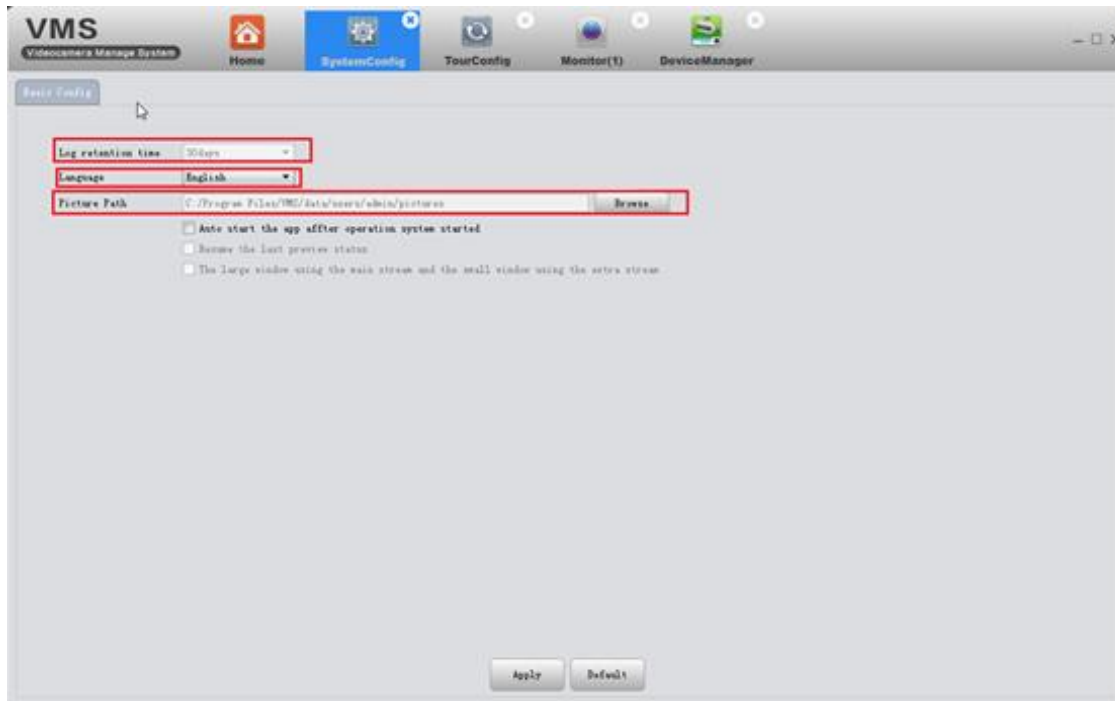 VMS
Videocamera Manage System
Home
SystemConfig
TourConfig
Monitor(1)
DeviceManager
Basic Config
Log retention time 30days
Language English
Picture Path C:/Program Files/VMS/data/users/admin/pictures Browse
Auto start the app affter operation system started
Resume the last preview status
The large window using the main stream and the small window using the extra stream
Apply Default